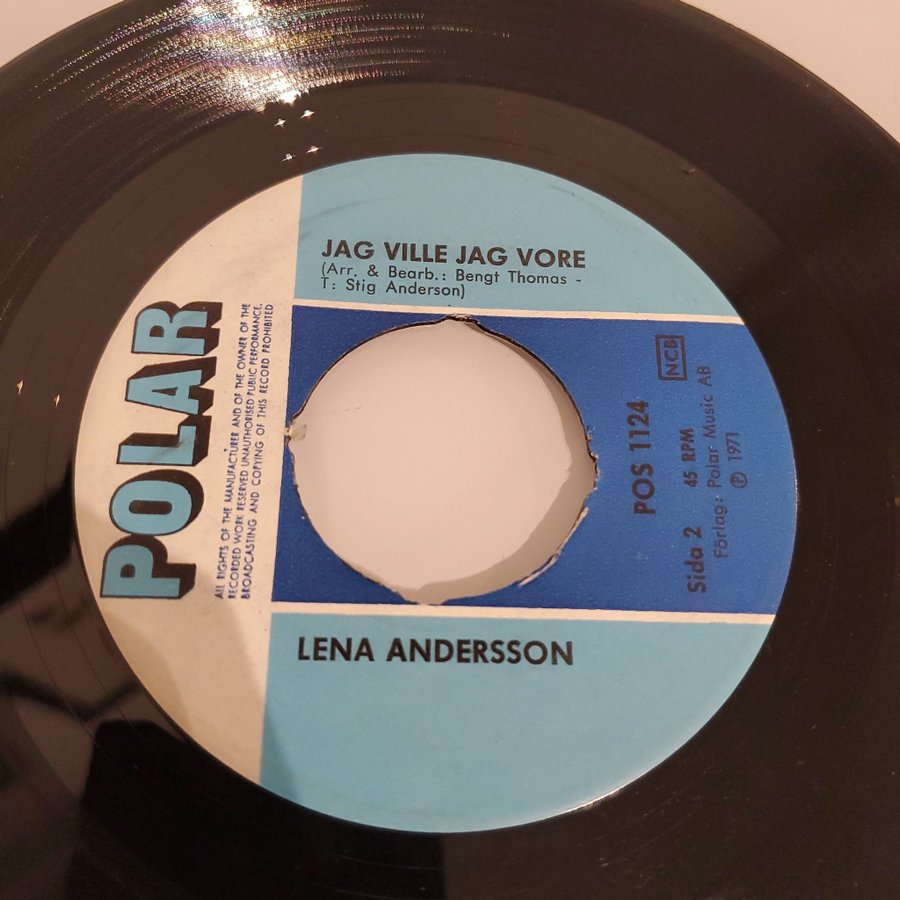 JAG VILLE JAG VORE
(Arr. & Bearb.: Bengt Thomas -
T: Stig Anderson)
POLAR
ALL RIGHTS OF THE MANUFACTURER AND OF THE OWNER OF THE
RECORDED WORK RESERVED UNAUTHORISED PUBLIC PERFORMANCE,
BROADCASTING AND COPYING OF THIS RECORD PROHIBITED
NCB
POS 1124
Sida 2 45 RPM
Förlag: Polar Music AB
℗ 1971
LENA ANDERSSON